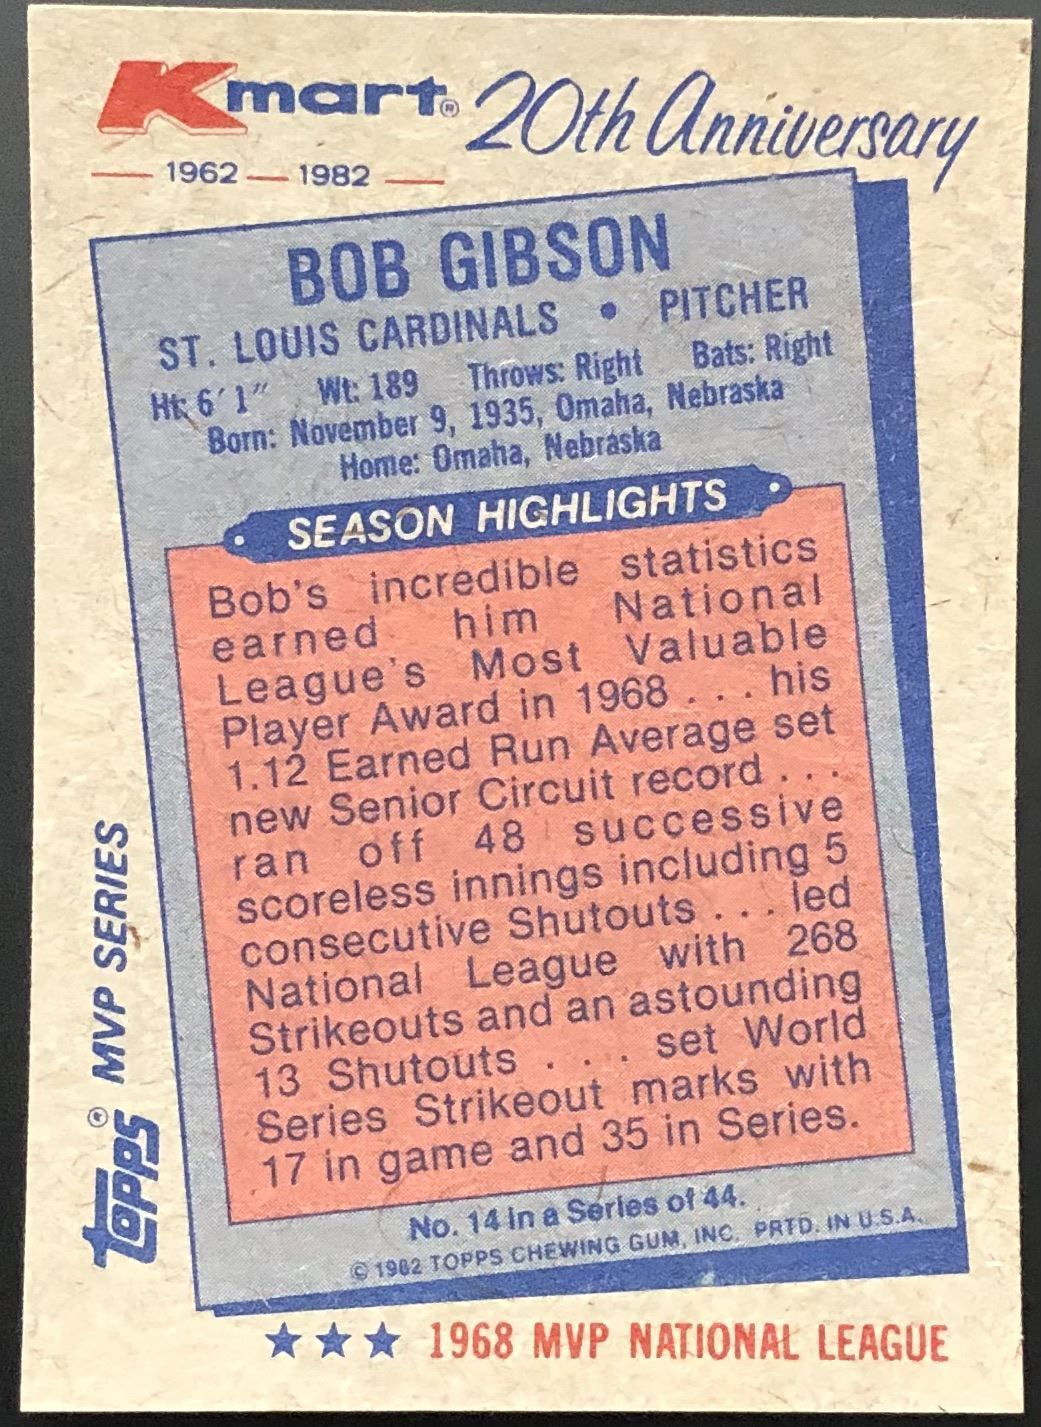 Kmart® 20th Anniversary
1962 — 1982
BOB GIBSON
ST. LOUIS CARDINALS • PITCHER
Ht: 6'1" Wt: 189 Throws: Right Bats: Right
Born: November 9, 1935, Omaha, Nebraska
Home: Omaha, Nebraska
SEASON HIGHLIGHTS
Bob's incredible statistics
earned him National
League's Most Valuable
Player Award in 1968 . . . his
1.12 Earned Run Average set
new Senior Circuit record . . .
ran off 48 successive
scoreless innings including 5
consecutive Shutouts . . . led
National League with 268
Strikeouts and an astounding
13 Shutouts . . . set World
Series Strikeout marks with
17 in game and 35 in Series.
No. 14 in a Series of 44.
© 1982 TOPPS CHEWING GUM, INC. PRTD. IN U.S.A.
Topps® MVP SERIES
★★★ 1968 MVP NATIONAL LEAGUE